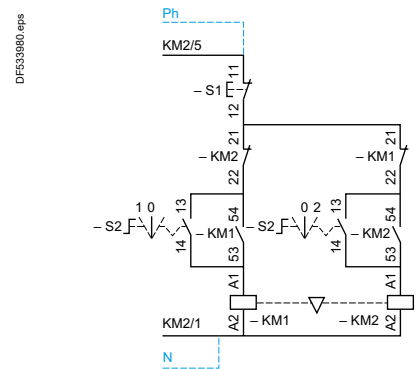 Ph
DF533980.eps
KM2/5
11
– S1
12
21
21
– KM2
– KM1
22
22
1 0
13
54
0 2
13
54
– S2
– KM1
– S2
– KM2
14
53
14
53
A1
A1
– KM1
– KM2
A2
A2
KM2/1
N